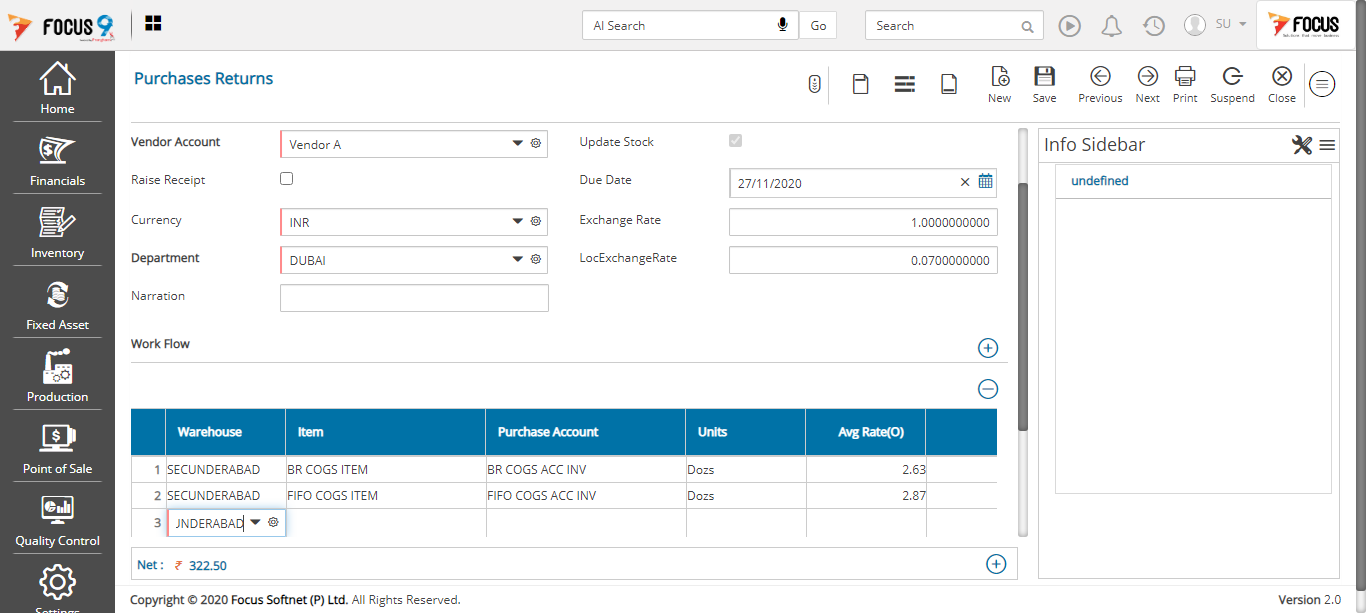 FOCUS 9
AI Search
Go
Search
SU
FOCUS
Home
Financials
Inventory
Fixed Asset
Production
Point of Sale
Quality Control
Settings
Purchases Returns
New
Save
Previous
Next
Print
Suspend
Close
Vendor Account Vendor A Update Stock
Raise Receipt Due Date 27/11/2020
Currency INR Exchange Rate 1.0000000000
Department DUBAI LocExchangeRate 0.0700000000
Narration
Work Flow
Warehouse Item Purchase Account Units Avg Rate(O)
1 SECUNDERABAD BR COGS ITEM BR COGS ACC INV Dozs 2.63
2 SECUNDERABAD FIFO COGS ITEM FIFO COGS ACC INV Dozs 2.87
3 UNDERABAD
Net : ₹ 322.50
Info Sidebar
undefined
Copyright © 2020 Focus Softnet (P) Ltd. All Rights Reserved.
Version 2.0